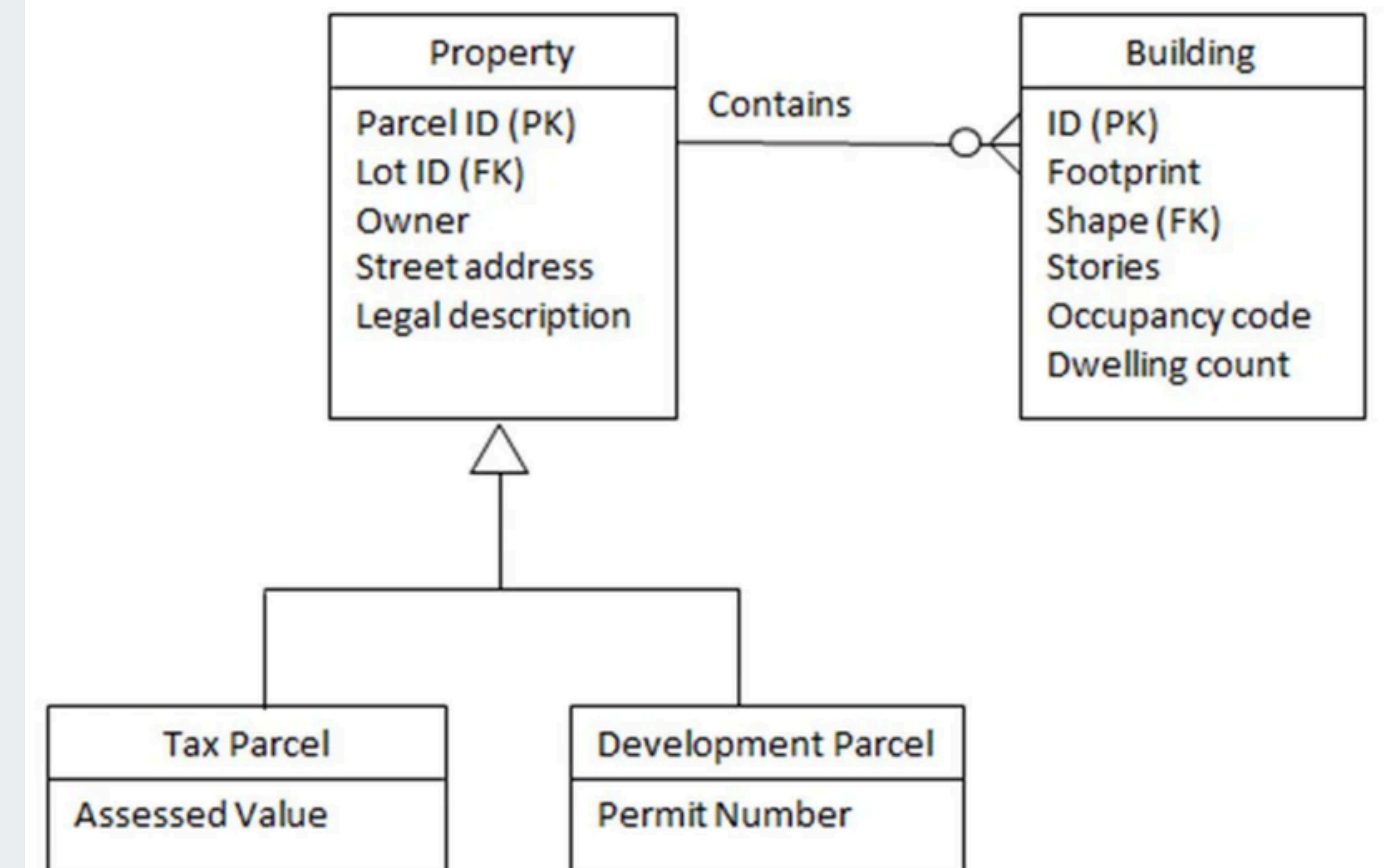 Property
Parcel ID (PK)
Lot ID (FK)
Owner
Street address
Legal description
Contains
Building
ID (PK)
Footprint
Shape (FK)
Stories
Occupancy code
Dwelling count
Tax Parcel
Assessed Value
Development Parcel
Permit Number